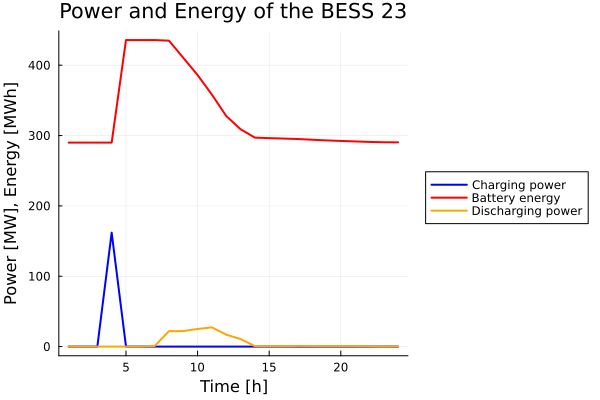 Power and Energy of the BESS 23
Power [MW], Energy [MWh]
400
300
200
100
0
5
10
15
20
Time [h]
Charging power
Battery energy
Discharging power